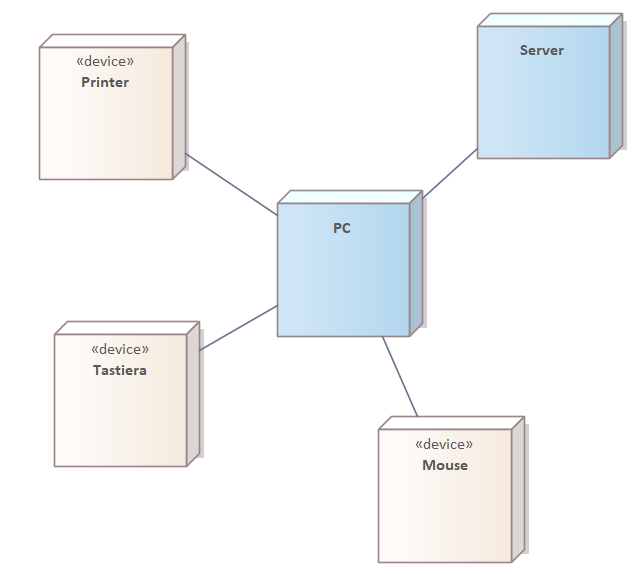 «device»
Printer
Server
PC
«device»
Tastiera
«device»
Mouse